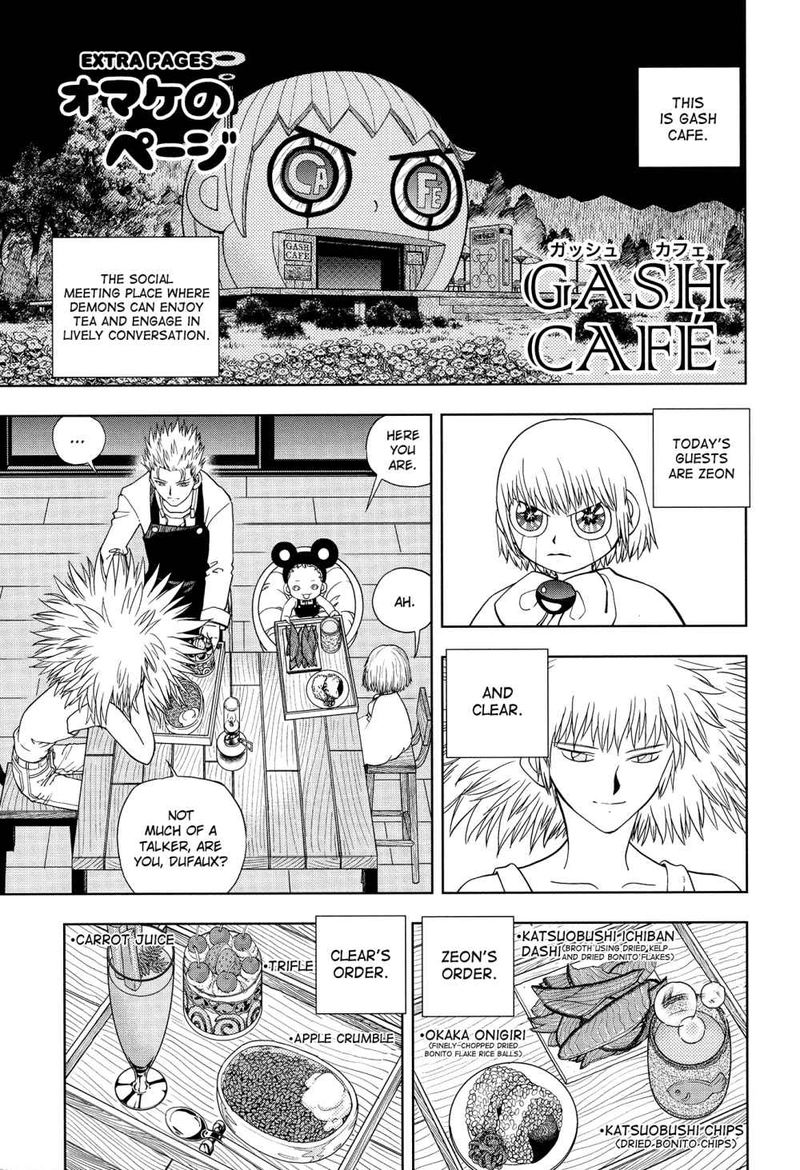 EXTRA PAGES
オマケの
ページ
THIS
IS GASH
CAFE.
CA
FE
GASH
CAFE
THE SOCIAL
MEETING PLACE WHERE
DEMONS CAN ENJOY
TEA AND ENGAGE IN
LIVELY CONVERSATION.
ガッシュ カフェ
GASH
CAFÉ
TODAY'S
GUESTS
ARE ZEON
AND
CLEAR.
...
HERE
YOU
ARE.
AH.
NOT
MUCH OF A
TALKER, ARE
YOU, DUFAUX?
ZEON'S
ORDER.
•KATSUOBUSHI ICHIBAN
DASHI (BROTH USING DRIED KELP
AND DRIED BONITO FLAKES)
•OKAKA ONIGIRI
(FINELY-CHOPPED DRIED
BONITO FLAKE RICE BALLS)
•KATSUOBUSHI CHIPS
(DRIED BONITO CHIPS)
CLEAR'S
ORDER.
•CARROT JUICE
•TRIFLE
•APPLE CRUMBLE